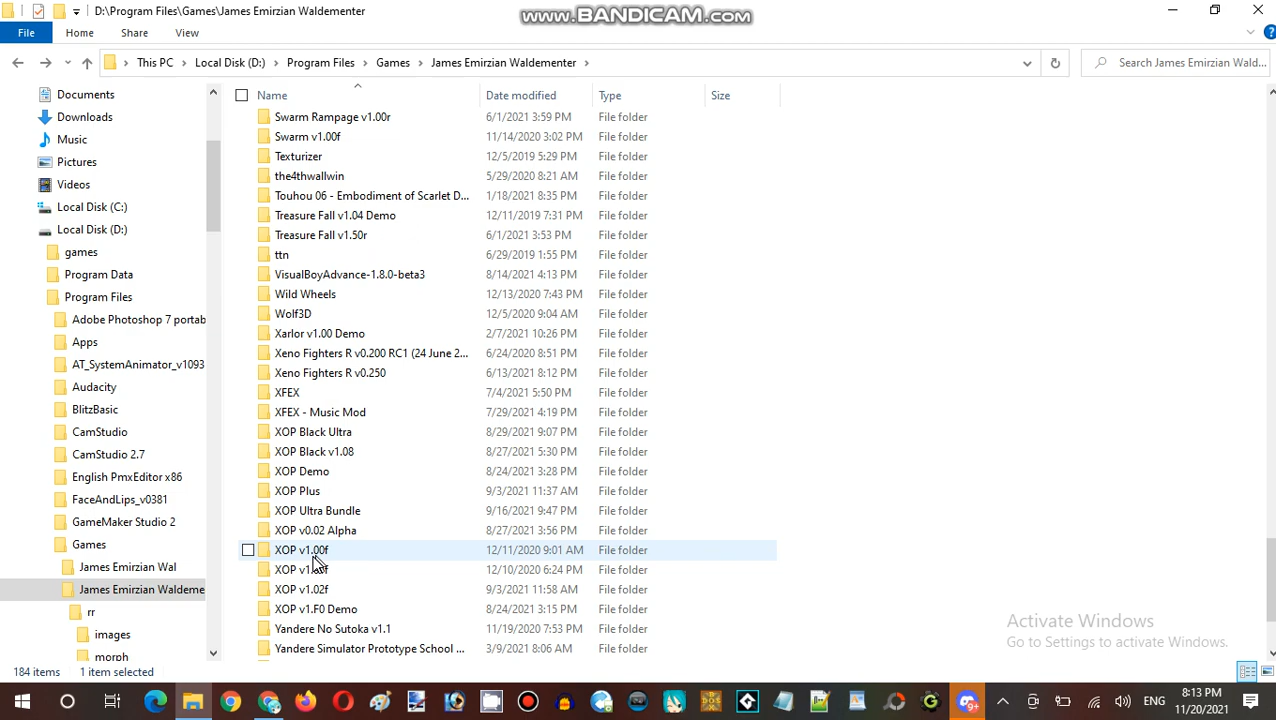 D:\Program Files\Games\James Emirzian Waldementer
www.BANDICAM.com
File Home Share View
This PC Local Disk (D:) Program Files Games James Emirzian Waldementer
Search James Emirzian Wald...
Name Date modified Type Size
Documents
Downloads
Music
Pictures
Videos
Local Disk (C:)
Local Disk (D:)
games
Program Data
Program Files
Adobe Photoshop 7 portab
Apps
AT_SystemAnimator_v1093
Audacity
BlitzBasic
CamStudio
CamStudio 2.7
English PmxEditor x86
FaceAndLips_v0381
GameMaker Studio 2
Games
James Emirzian Wal
James Emirzian Waldeme
rr
images
morph
Swarm Rampage v1.00r 6/1/2021 3:59 PM File folder
Swarm v1.00f 11/14/2020 3:02 PM File folder
Texturizer 12/5/2019 5:29 PM File folder
the4thwallwin 5/29/2020 8:21 AM File folder
Touhou 06 - Embodiment of Scarlet D... 1/18/2021 8:35 PM File folder
Treasure Fall v1.04 Demo 12/11/2019 7:31 PM File folder
Treasure Fall v1.50r 6/1/2021 3:53 PM File folder
ttn 6/29/2019 1:55 PM File folder
VisualBoyAdvance-1.8.0-beta3 8/14/2021 4:13 PM File folder
Wild Wheels 12/13/2020 7:43 PM File folder
Wolf3D 12/5/2020 9:04 AM File folder
Xarlor v1.00 Demo 2/7/2021 10:26 PM File folder
Xeno Fighters R v0.200 RC1 (24 June 2... 6/24/2020 8:51 PM File folder
Xeno Fighters R v0.250 6/13/2021 8:12 PM File folder
XFEX 7/4/2021 5:50 PM File folder
XFEX - Music Mod 7/29/2021 4:19 PM File folder
XOP Black Ultra 8/29/2021 9:07 PM File folder
XOP Black v1.08 8/27/2021 5:30 PM File folder
XOP Demo 8/24/2021 3:28 PM File folder
XOP Plus 9/3/2021 11:37 AM File folder
XOP Ultra Bundle 9/16/2021 9:47 PM File folder
XOP v0.02 Alpha 8/27/2021 3:56 PM File folder
XOP v1.00f 12/11/2020 9:01 AM File folder
XOP 12/10/2020 6:24 PM File folder
XOP v1.02f 9/3/2021 11:58 AM File folder
XOP v1.F0 Demo 8/24/2021 3:15 PM File folder
Yandere No Sutoka v1.1 11/19/2020 7:53 PM File folder
Yandere Simulator Prototype School ... 3/9/2021 8:06 AM File folder
Activate Windows
Go to Settings to activate Windows.
184 items 1 item selected
ENG
8:13 PM
11/20/2021